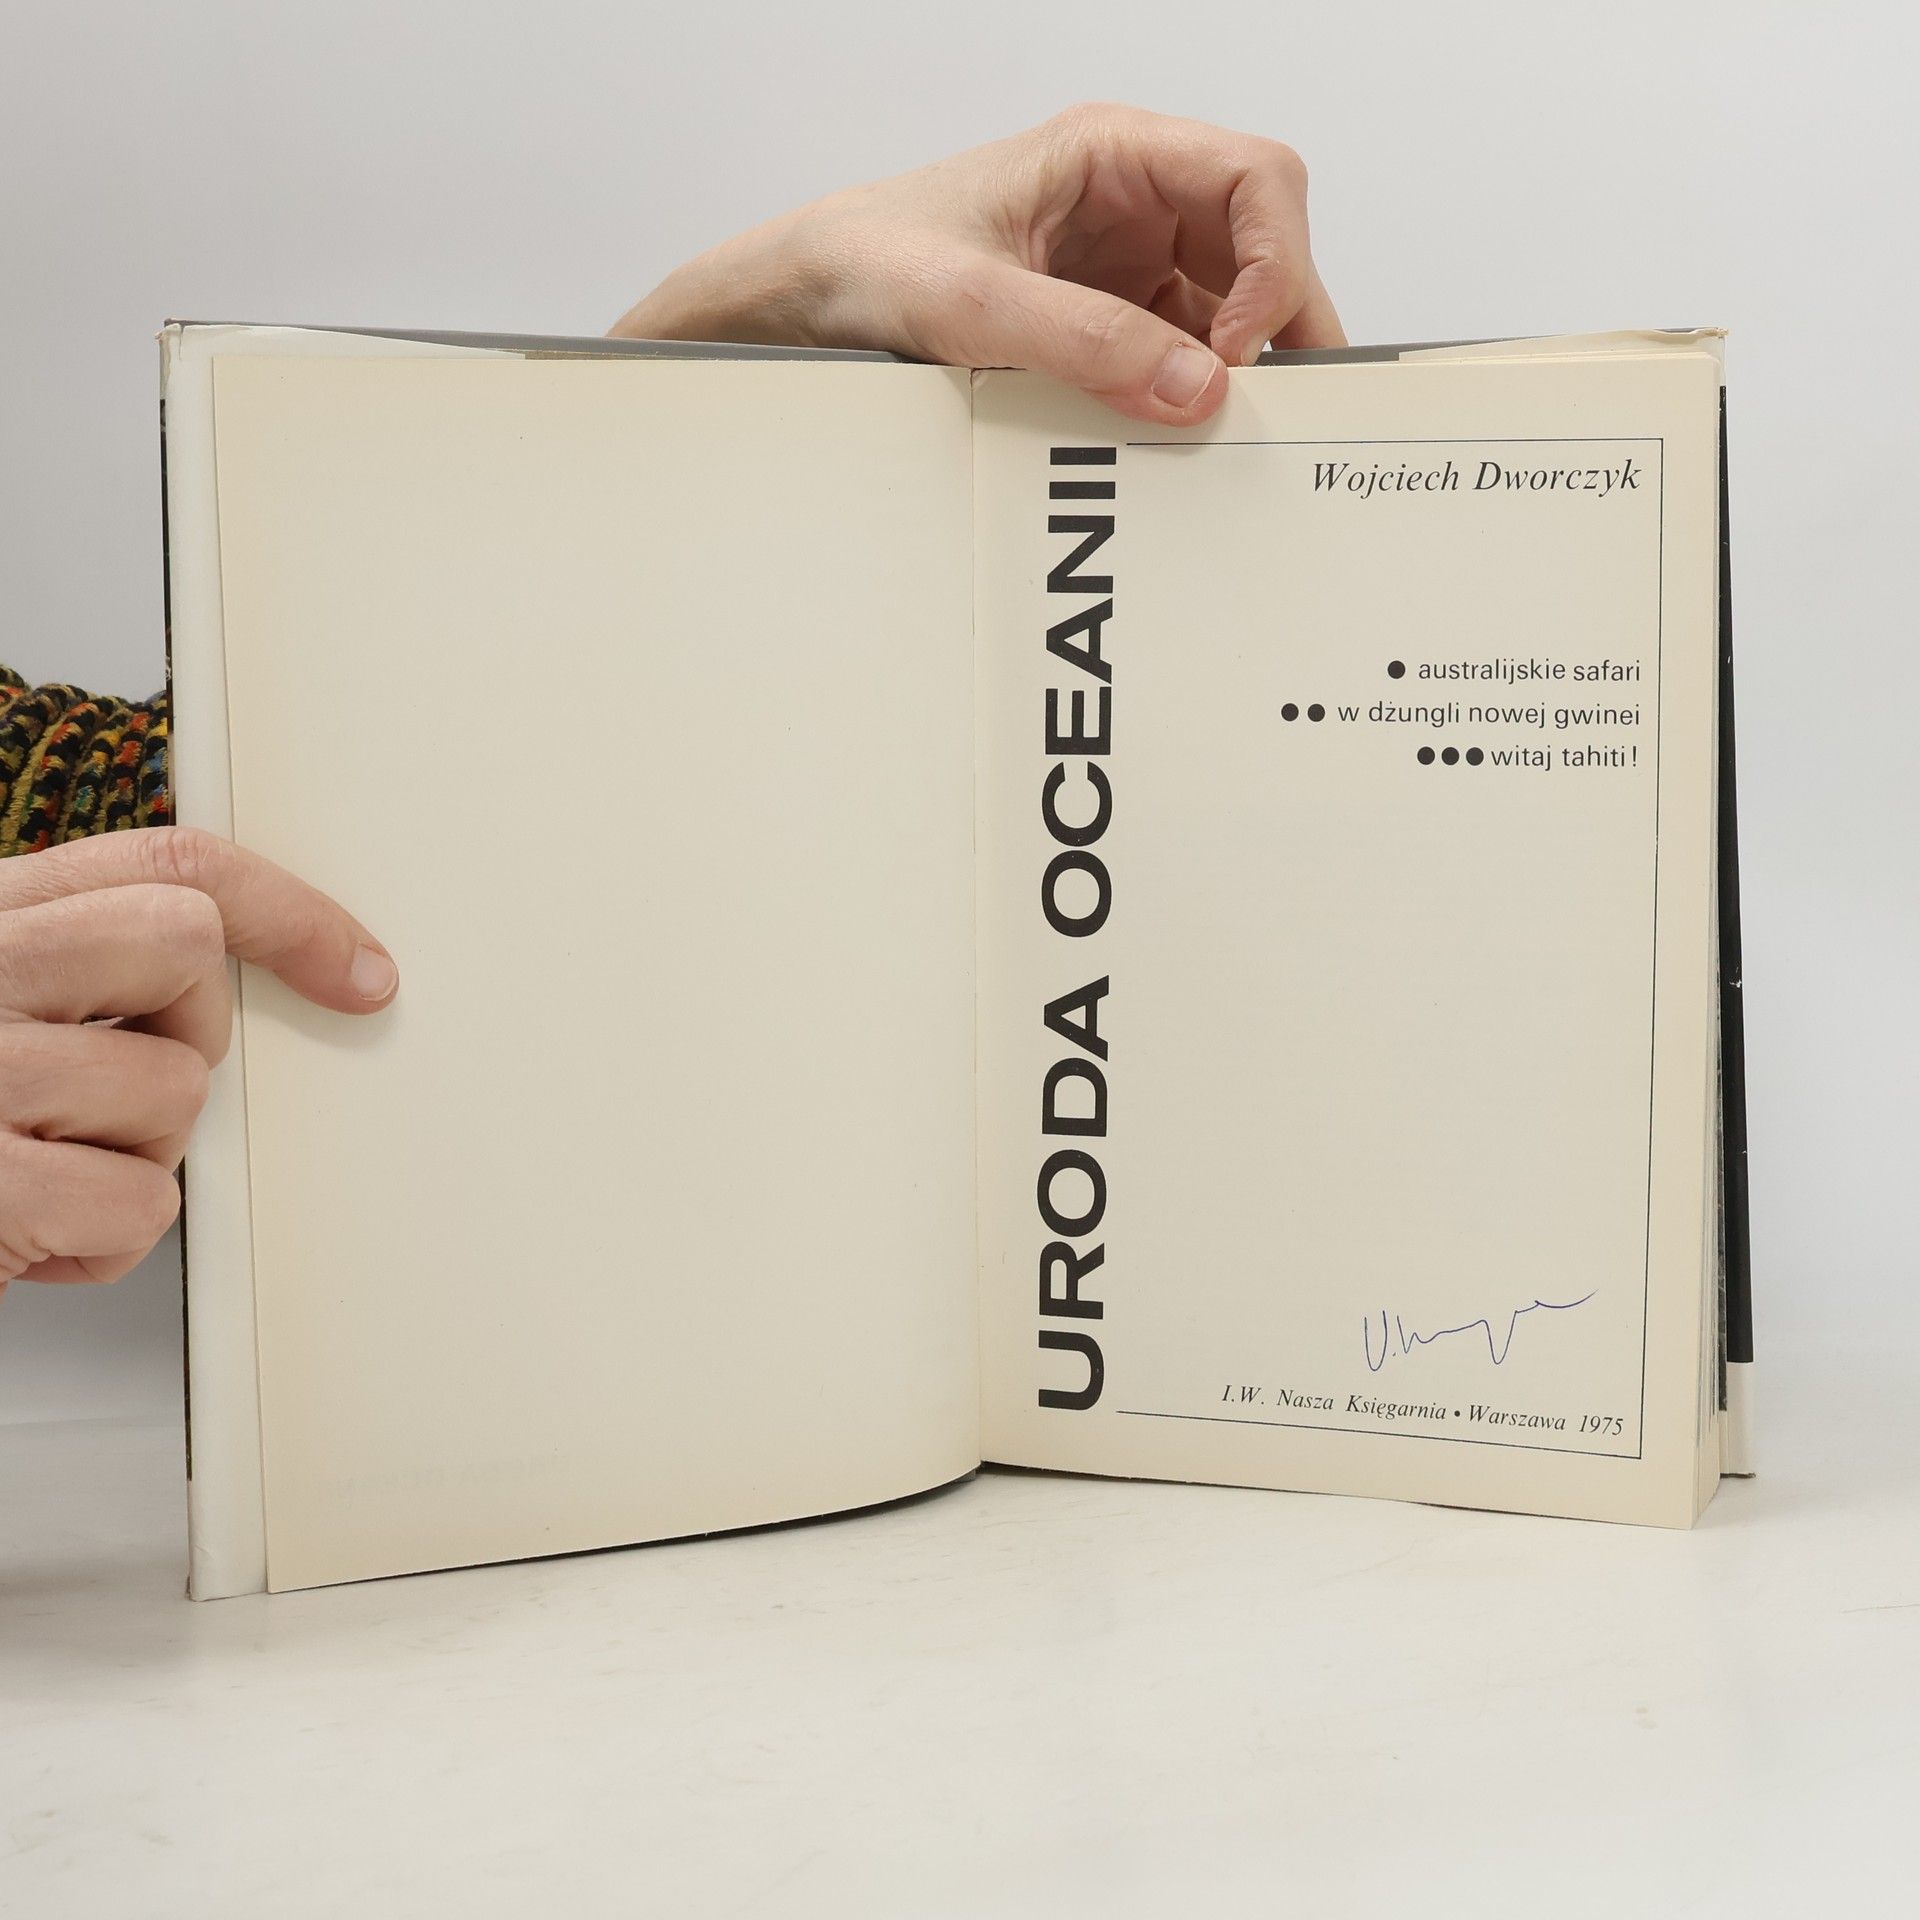 Wojciech Dworczyk
URODA OCEANII
● australijskie safari
●● w dżungli nowej gwinei
●●● witaj tahiti!
I.W. Nasza Księgarnia • Warszawa 1975